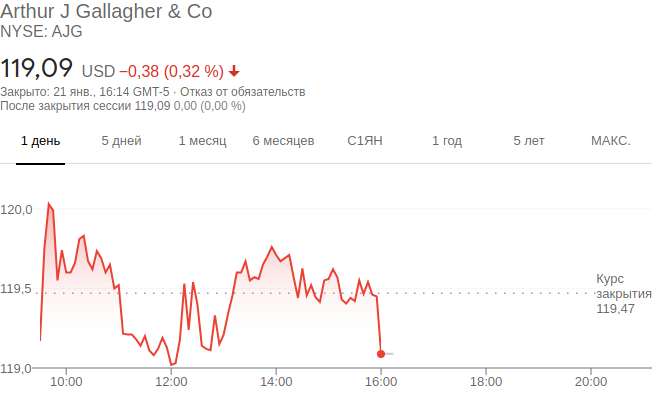 Arthur J Gallagher & Co
NYSE: AJG
119,09 USD −0,38 (0,32 %)
Закрыто: 21 янв., 16:14 GMT-5 · Отказ от обязательств
После закрытия сессии 119,09 0,00 (0,00 %)
1 день 5 дней 1 месяц 6 месяцев С1ЯН 1 год 5 лет МАКС.
120,0
119,5
119,0
Курс
закрытия
119,47
10:00 12:00 14:00 16:00 18:00 20:00